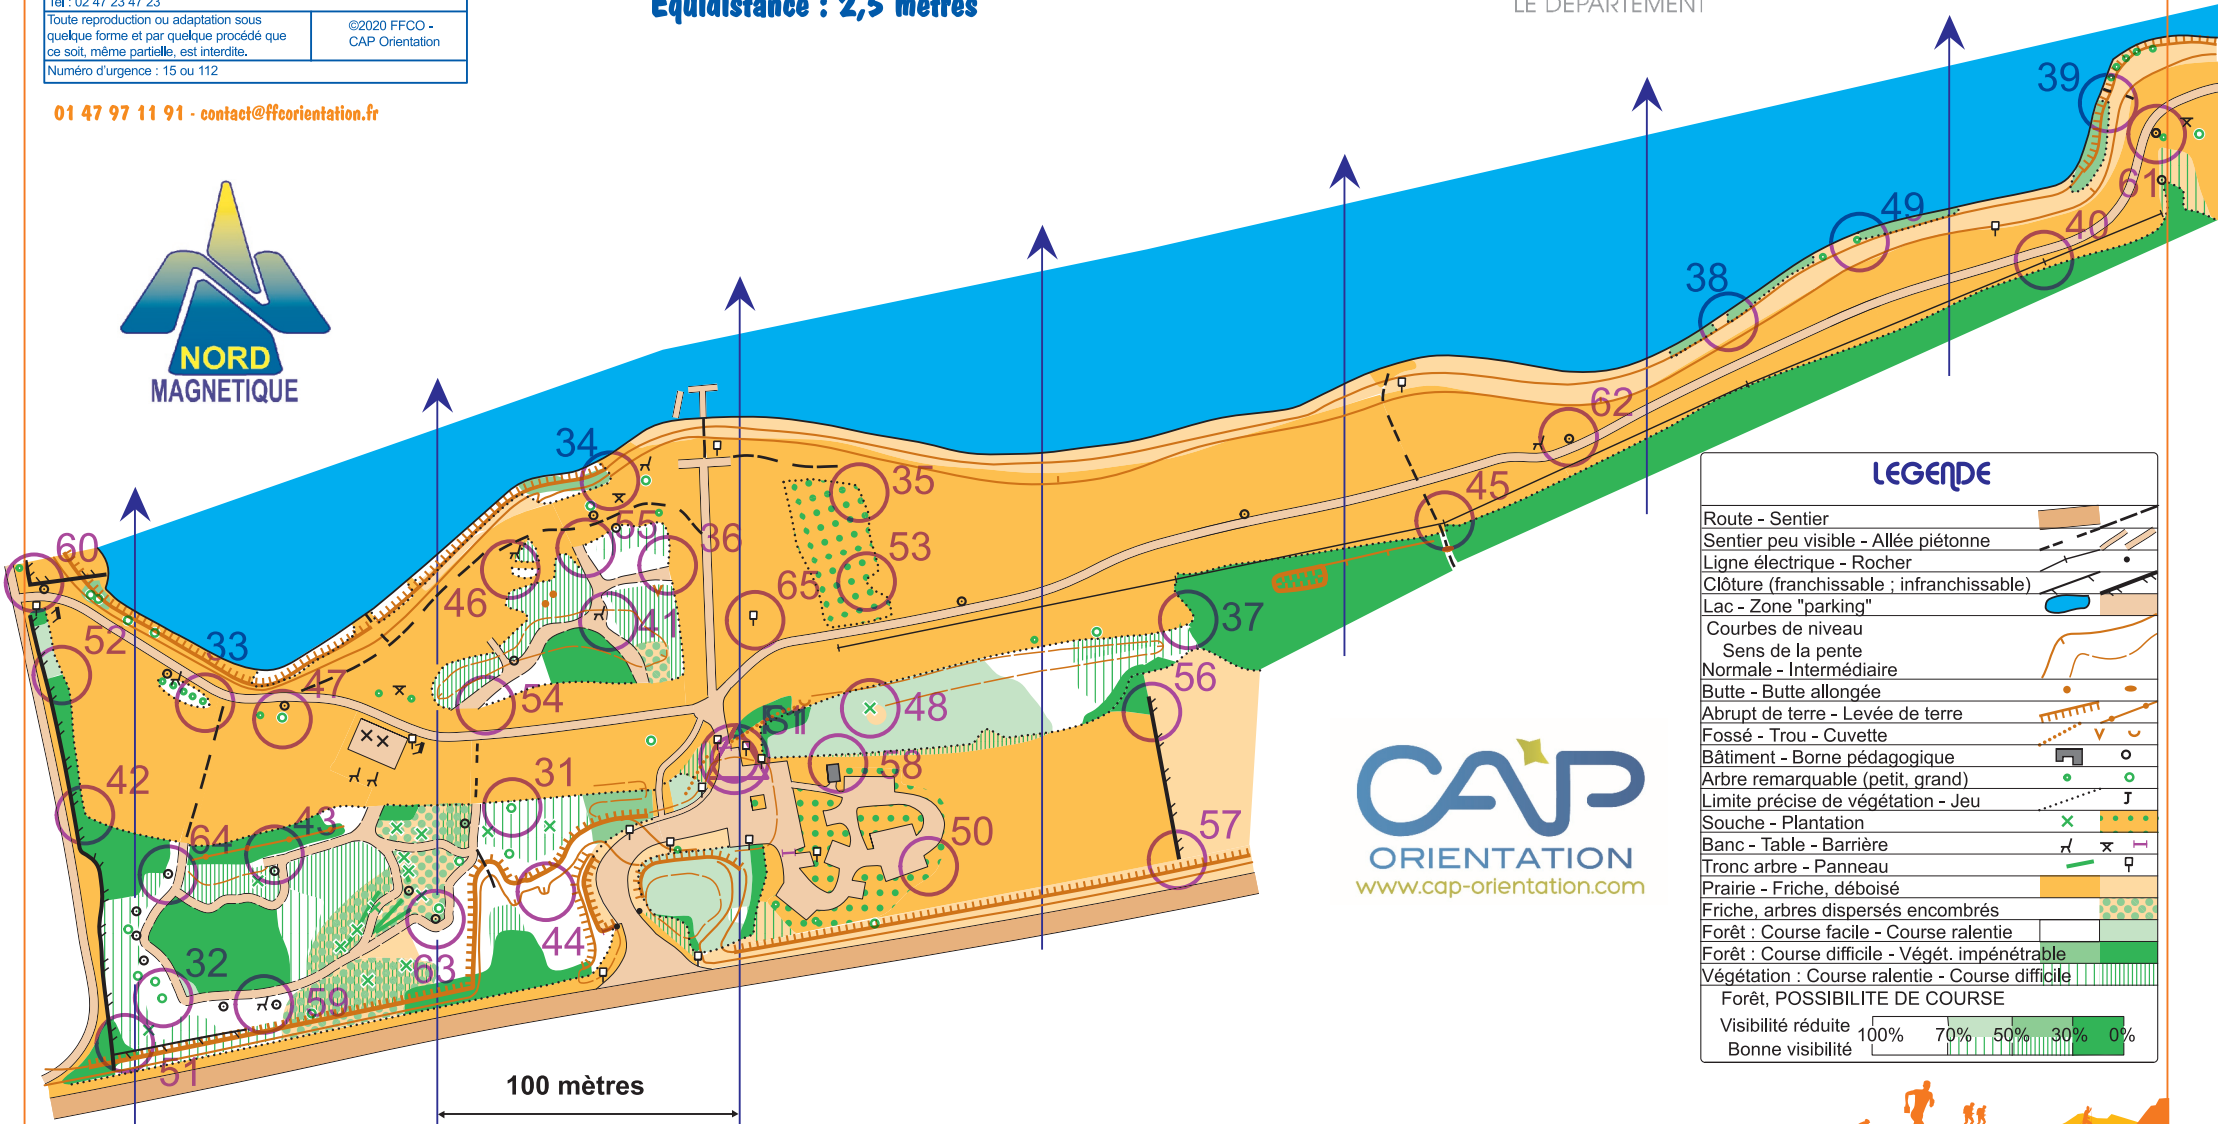 Tel : 02 47 23 47 23
Toute reproduction ou adaptation sous
quelque forme et par quelque procédé que
ce soit, même partielle, est interdite.
©2020 FFCO -
CAP Orientation
Numéro d'urgence : 15 ou 112
01 47 97 11 91 - contact@ffcorientation.fr
Equidistance : 2,5 mètres
LE DEPARTEMENT
NORD
MAGNETIQUE
39
61
49
40
38
62
45
34
35
55
36
53
60
46
65
41
37
52
33
47
54
56
48
S1
58
31
42
43
64
50
57
44
32
63
59
51
100 mètres
CAP
ORIENTATION
www.cap-orientation.com
LEGENDE
Route - Sentier
Sentier peu visible - Allée piétonne
Ligne électrique - Rocher
Clôture (franchissable ; infranchissable)
Lac - Zone "parking"
Courbes de niveau
Sens de la pente
Normale - Intermédiaire
Butte - Butte allongée
Abrupt de terre - Levée de terre
Fossé - Trou - Cuvette
Bâtiment - Borne pédagogique
Arbre remarquable (petit, grand)
Limite précise de végétation - Jeu
Souche - Plantation
Banc - Table - Barrière
Tronc arbre - Panneau
Prairie - Friche, déboisé
Friche, arbres dispersés encombrés
Forêt : Course facile - Course ralentie
Forêt : Course difficile - Végét. impénétrable
Végétation : Course ralentie - Course difficile
Forêt, POSSIBILITE DE COURSE
Visibilité réduite
100% 70% 50% 30% 0%
Bonne visibilité